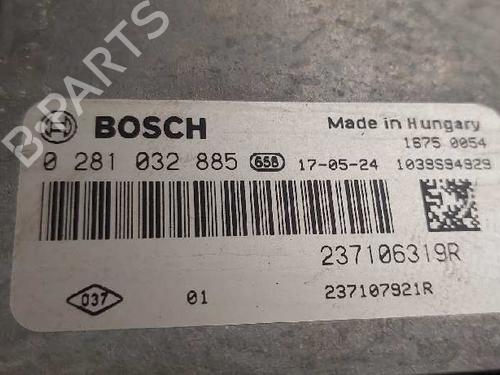 B-PARTS
BOSCH
Made in Hungary
1675 0054
0 281 032 885 658 17-05-24 1039S94929
237106319R
037 01 237107921R